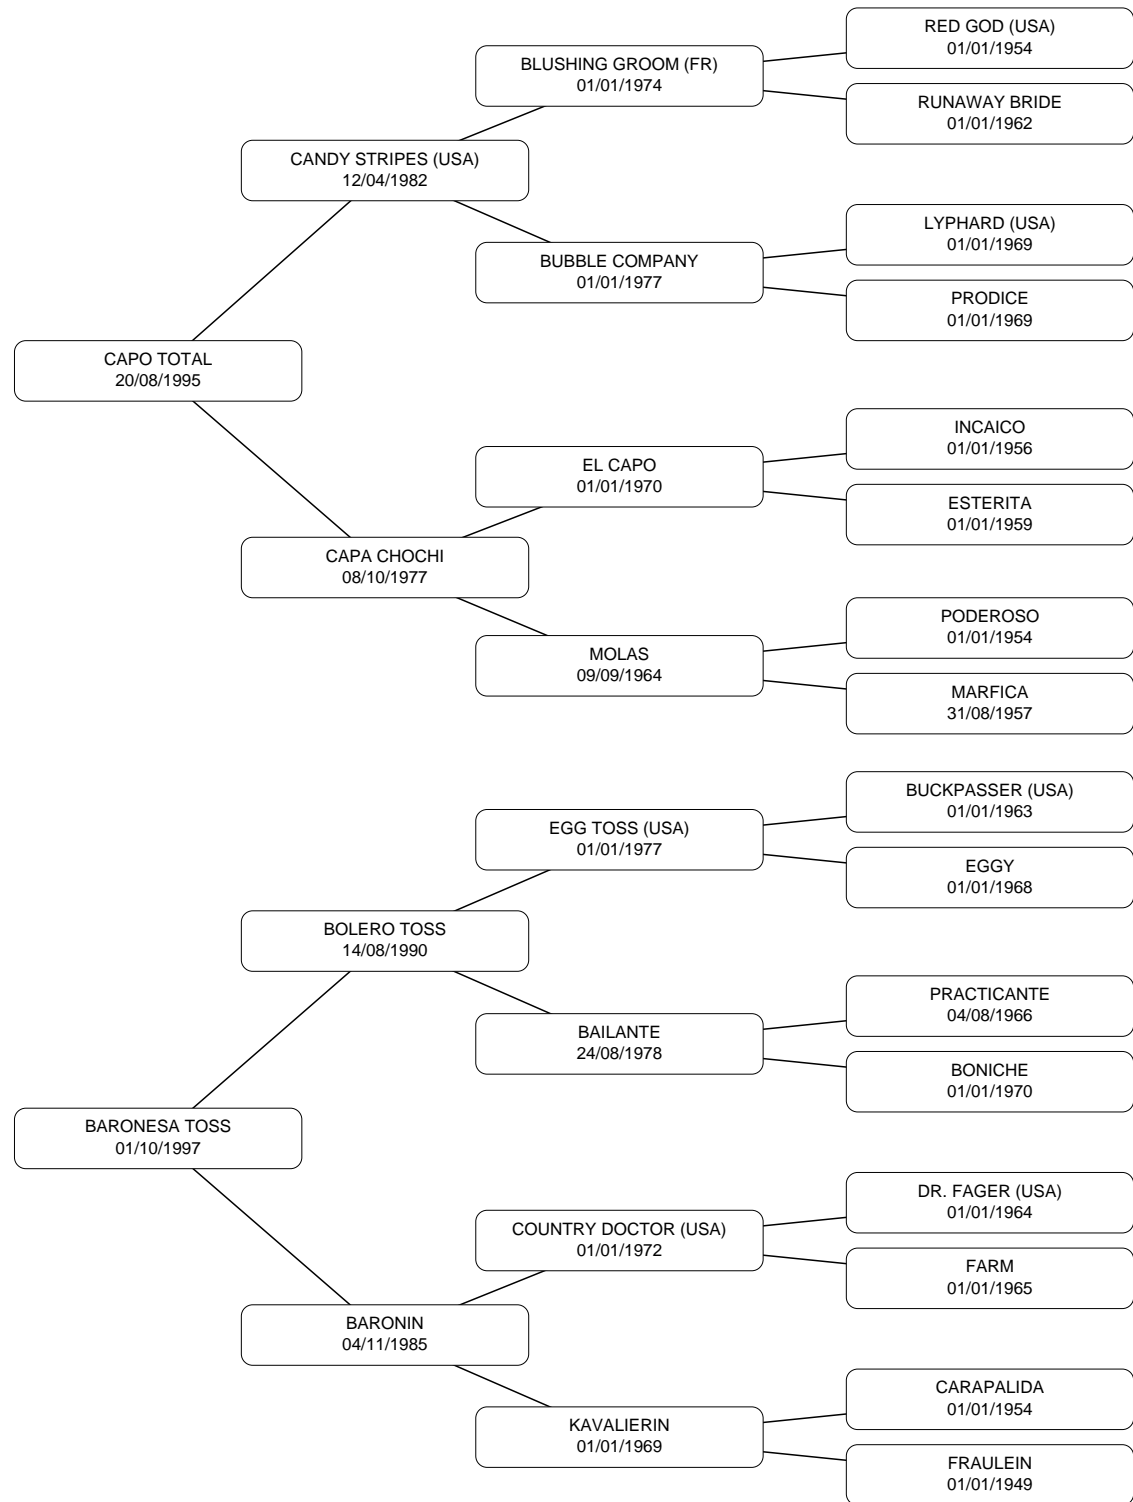 RED GOD (USA)
01/01/1954
BLUSHING GROOM (FR)
01/01/1974
RUNAWAY BRIDE
01/01/1962
CANDY STRIPES (USA)
12/04/1982
LYPHARD (USA)
01/01/1969
BUBBLE COMPANY
01/01/1977
PRODICE
01/01/1969
CAPO TOTAL
20/08/1995
INCAICO
01/01/1956
EL CAPO
01/01/1970
ESTERITA
01/01/1959
CAPA CHOCHI
08/10/1977
PODEROSO
01/01/1954
MOLAS
09/09/1964
MARFICA
31/08/1957
BUCKPASSER (USA)
01/01/1963
EGG TOSS (USA)
01/01/1977
EGGY
01/01/1968
BOLERO TOSS
14/08/1990
PRACTICANTE
04/08/1966
BAILANTE
24/08/1978
BONICHE
01/01/1970
BARONESA TOSS
01/10/1997
DR. FAGER (USA)
01/01/1964
COUNTRY DOCTOR (USA)
01/01/1972
FARM
01/01/1965
BARONIN
04/11/1985
CARAPALIDA
01/01/1954
KAVALIERIN
01/01/1969
FRAULEIN
01/01/1949